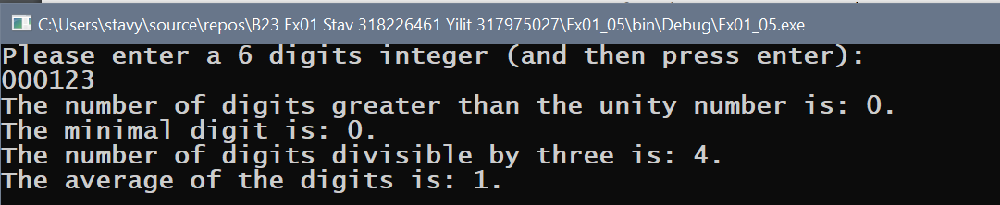 C:\Users\stavy\source\repos\B23 Ex01 Stav 318226461 Yilit 317975027\Ex01_05\bin\Debug\Ex01_05.exe
Please enter a 6 digits integer (and then press enter):
000123
The number of digits greater than the unity number is: 0.
The minimal digit is: 0.
The number of digits divisible by three is: 4.
The average of the digits is: 1.